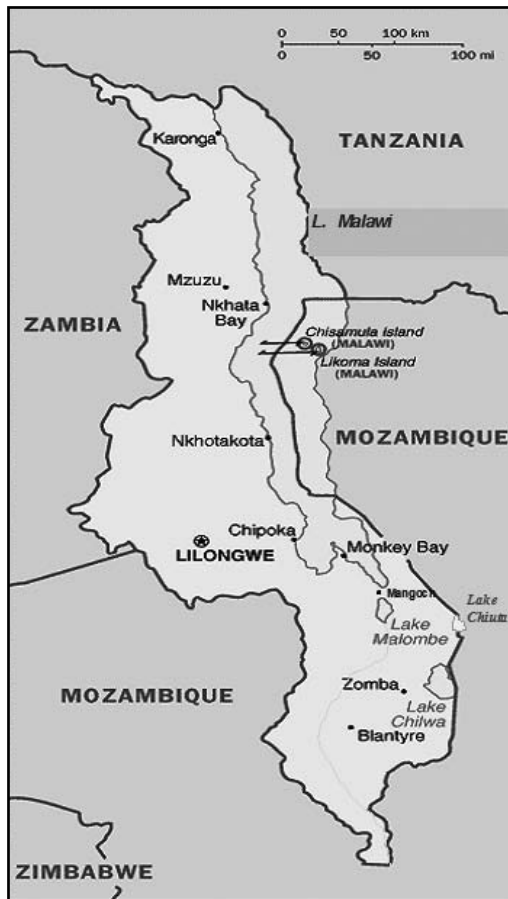 0 50 100 km
0 50 100 mi
Karonga
TANZANIA
L. Malawi
Mzuzu
Nkhata
Bay
ZAMBIA
Chisamula Island
(MALAWI)
Likoma Island
(MALAWI)
Nkhotakota
MOZAMBIQUE
Chipoka
LILONGWE
Monkey Bay
Mangoch
Lake
Chiuta
Lake
Malombe
MOZAMBIQUE
Zomba
Lake
Chilwa
Blantyre
ZIMBABWE